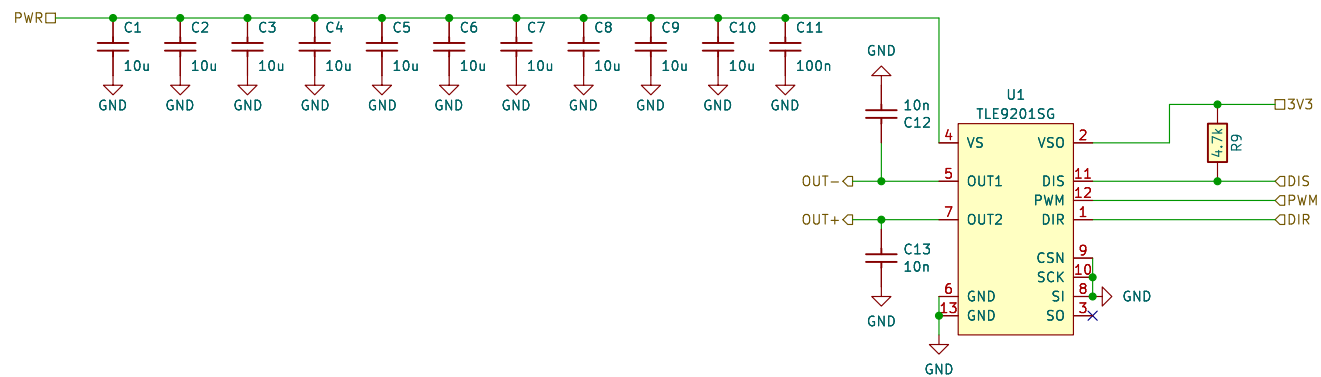 PWR
C1 C2 C3 C4 C5 C6 C7 C8 C9 C10 C11
10u 10u 10u 10u 10u 10u 10u 10u 10u 10u 100n
GND GND GND GND GND GND GND GND GND GND GND
GND
10n
C12
U1
TLE9201SG
4 VS VSO 2
3V3
4.7k R9
OUT- 5 OUT1 DIS 11 DIS
PWM 12 PWM
OUT+ 7 OUT2 DIR 1 DIR
C13
10n
GND
CSN 9
SCK 10
6 GND SI 8 GND
13 GND SO 3
GND